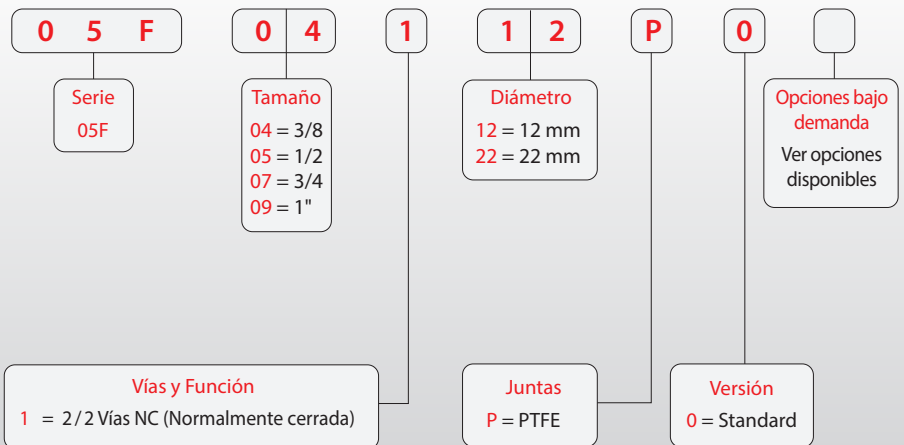 0 5 F 0 4 1 1 2 P 0
Serie
05F
Tamaño
04 = 3/8
05 = 1/2
07 = 3/4
09 = 1"
Diámetro
12 = 12 mm
22 = 22 mm
Opciones bajo
demanda
Ver opciones
disponibles
Vías y Función
1 = 2/2 Vías NC (Normalmente cerrada)
Juntas
P = PTFE
Versión
0 = Standard